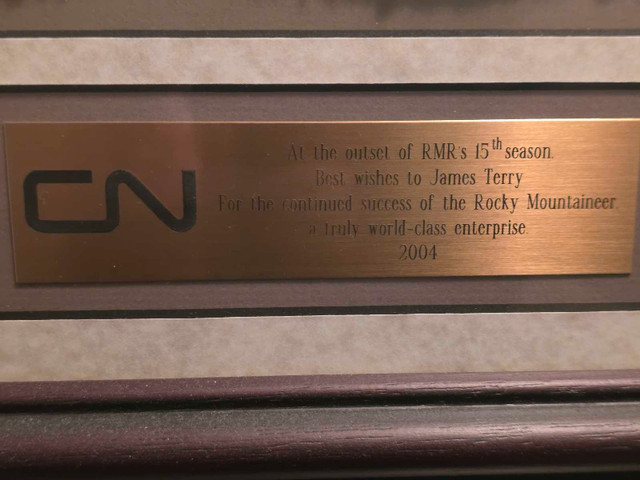 CN
At the outset of RMR's 15th season.
Best wishes to James Terry
For the continued success of the Rocky Mountaineer,
a truly world-class enterprise.
2004